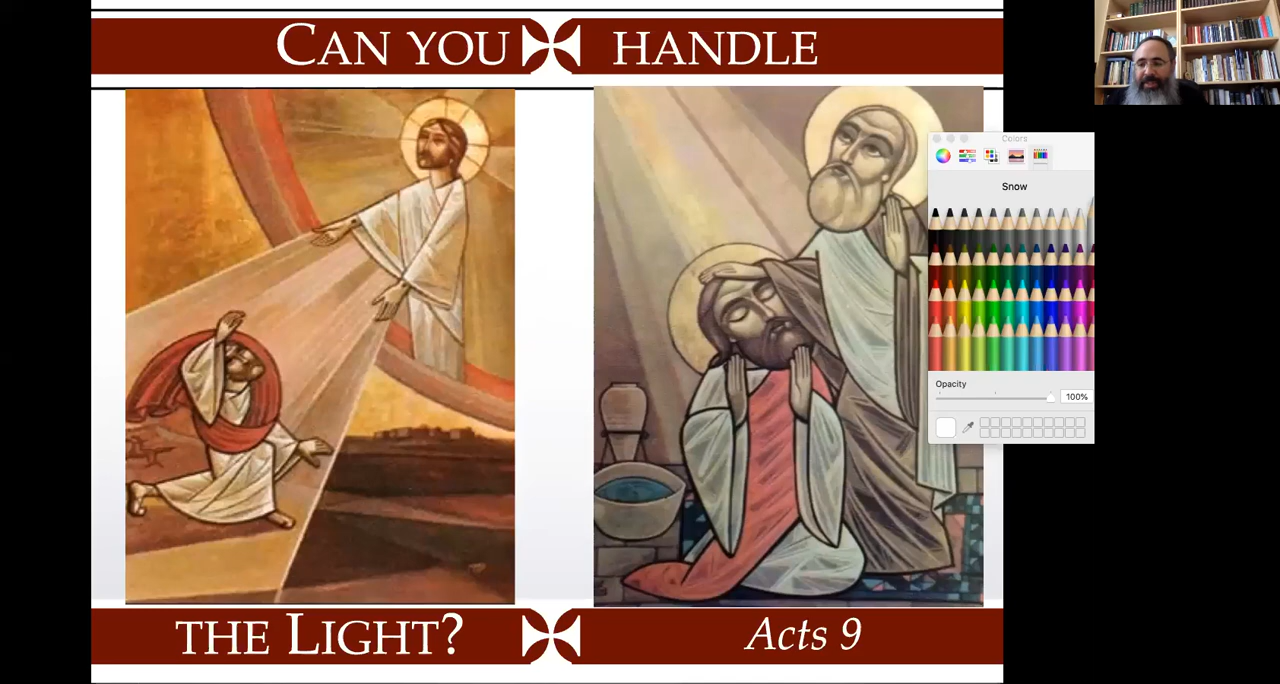 CAN YOU HANDLE
Colors
Snow
Opacity
100%
THE LIGHT? Acts 9